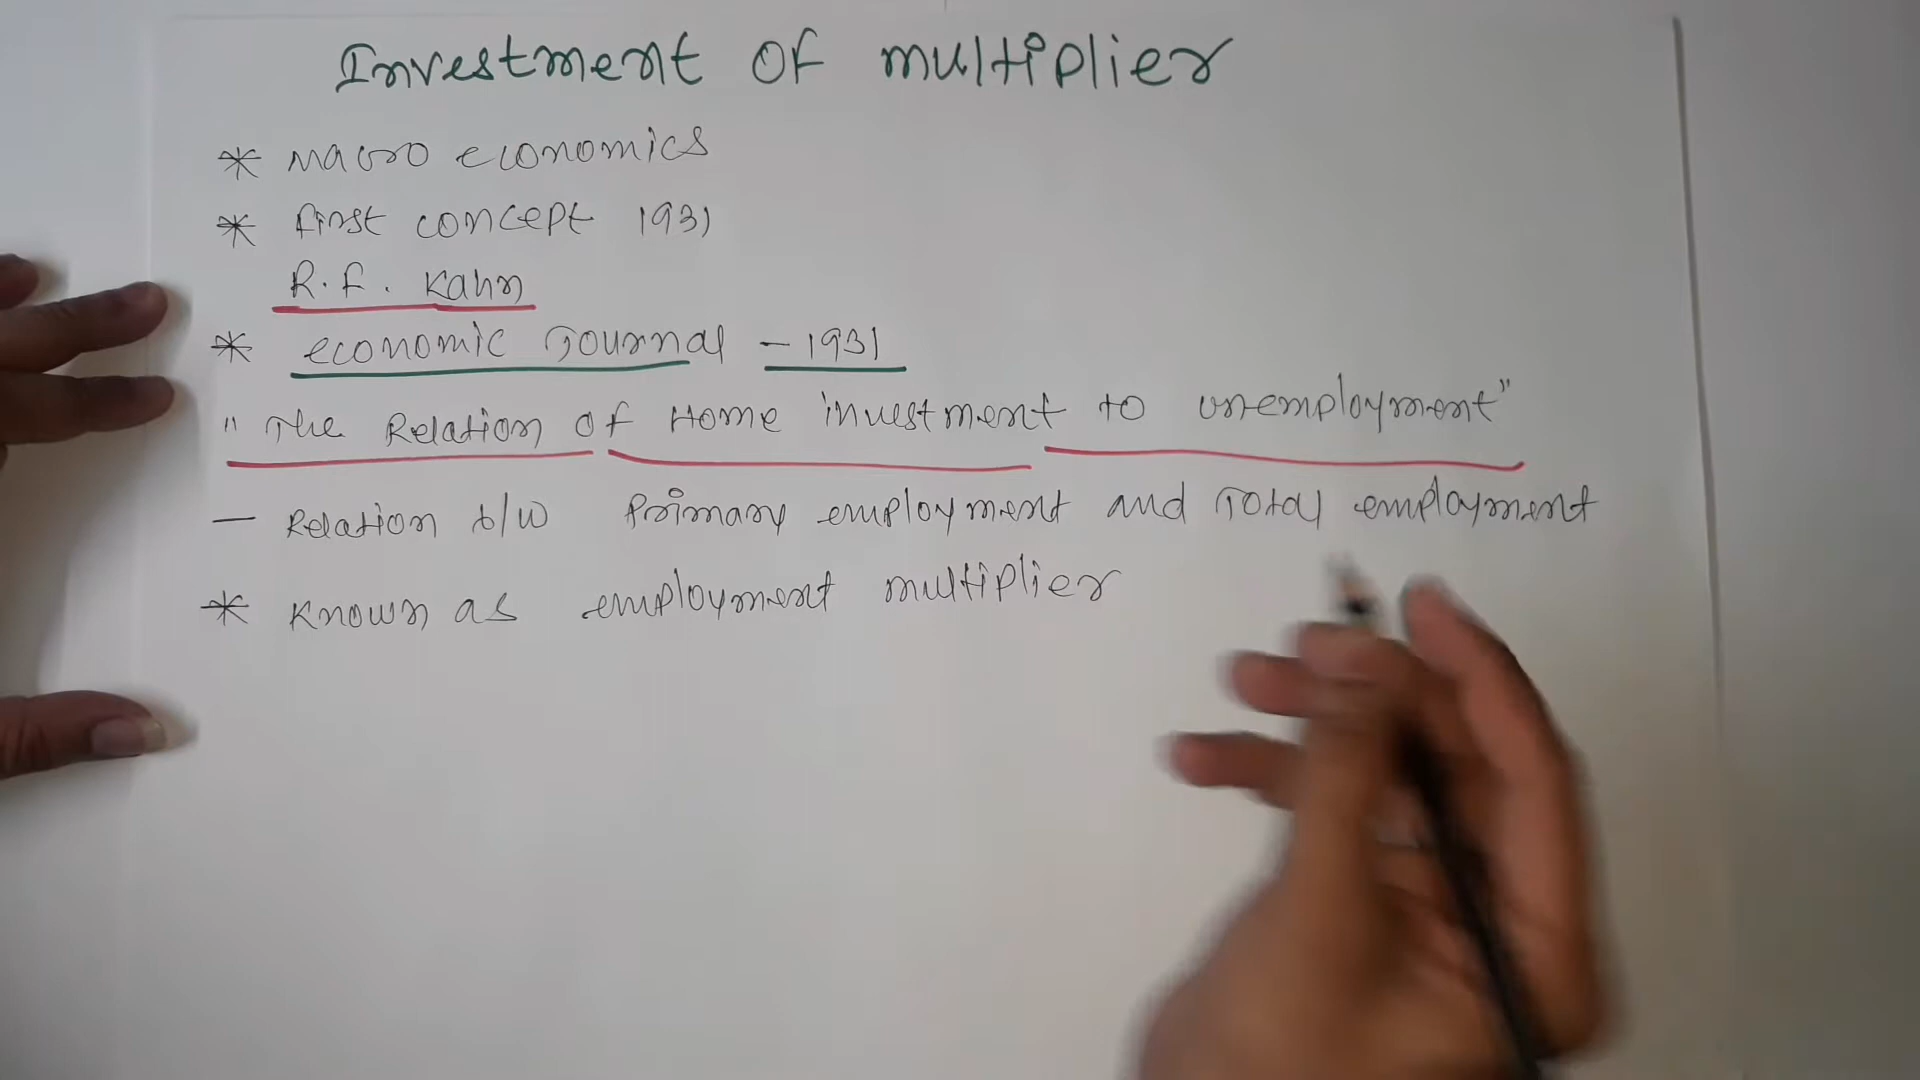 Investment of multiplier
* Macro economics
* First concept 1931
R.F. Kahn
* economic Journal - 1931
"The Relation of Home investment to unemployment"
- Relation b/w Primary employment and Total employment
* Known as employment multiplier